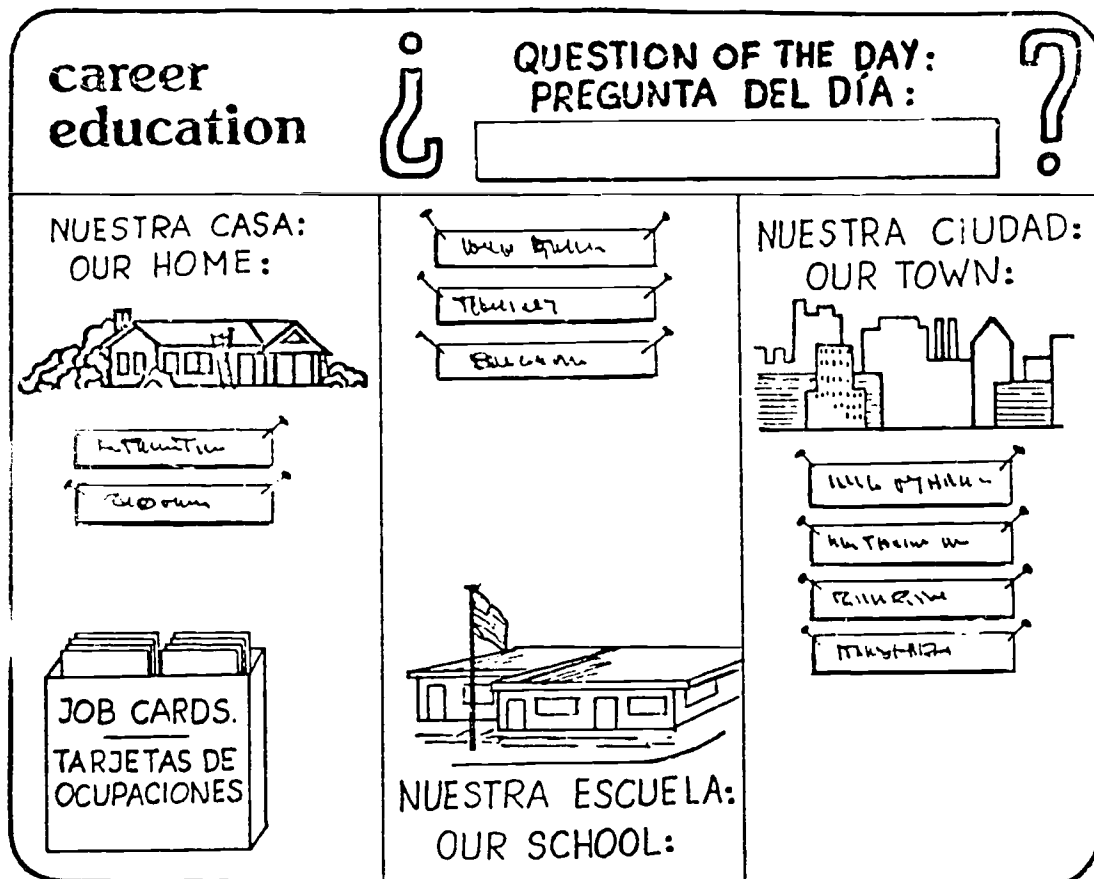 career
education
¿
QUESTION OF THE DAY:
PREGUNTA DEL DÍA:
?
NUESTRA CASA:
OUR HOME:
JOB CARDS.
TARJETAS DE
OCUPACIONES
NUESTRA ESCUELA:
OUR SCHOOL:
NUESTRA CiUDAD:
OUR TOWN: